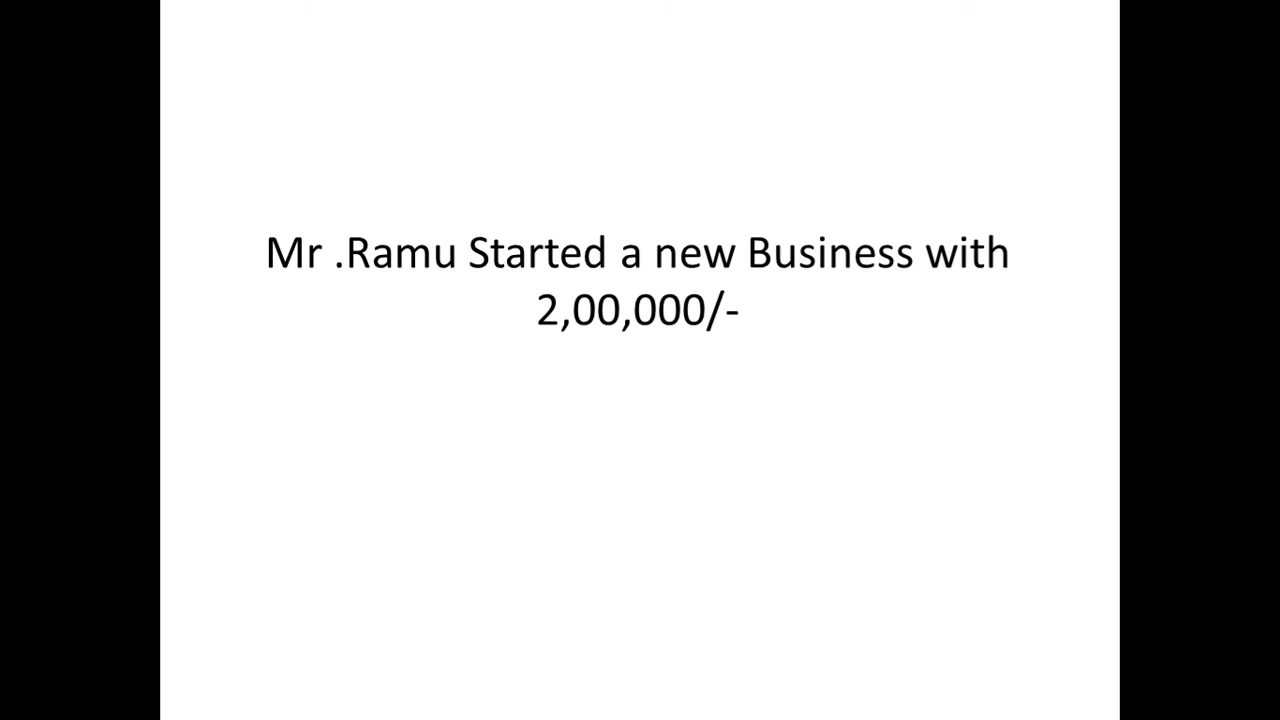 Mr .Ramu Started a new Business with
2,00,000/-